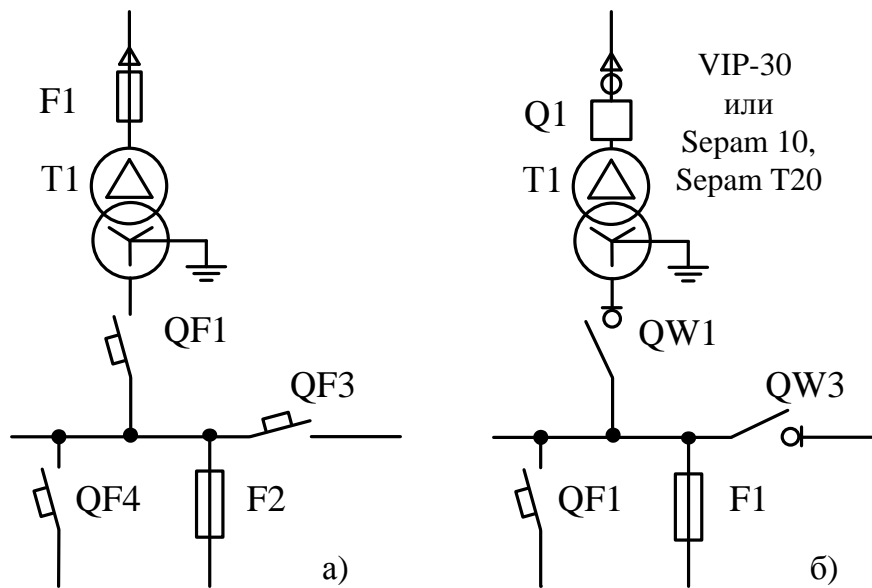 F1
T1
QF1
QF3
QF4
F2
а)
VIP-30
или
Sepam 10,
Sepam T20
Q1
T1
QW1
QW3
QF1
F1
б)